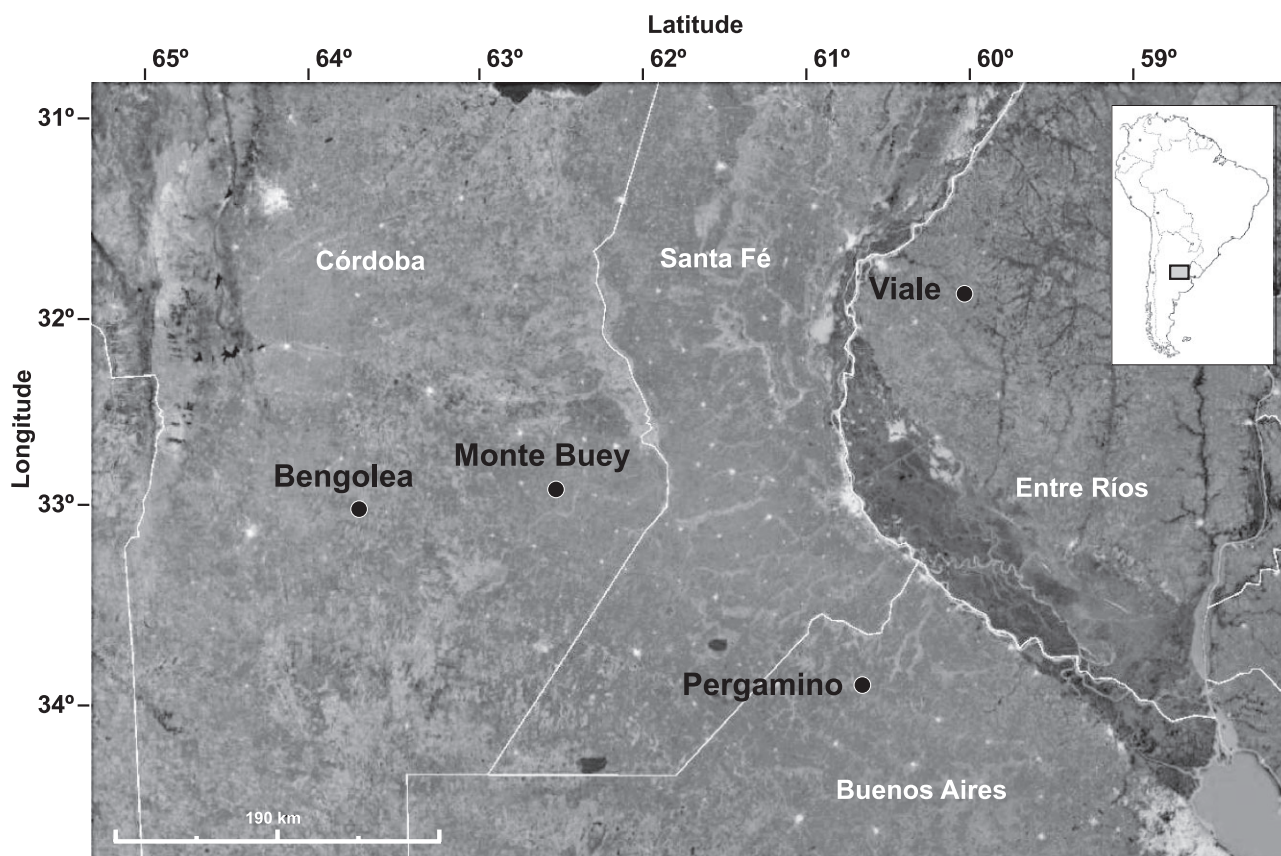 Latitude
65º 64º 63º 62º 61º 60º 59º
31º
Córdoba
Santa Fé
Viale
32º
Longitude
Monte Buey
Bengolea
Entre Ríos
33º
Pergamino
34º
Buenos Aires
190 km